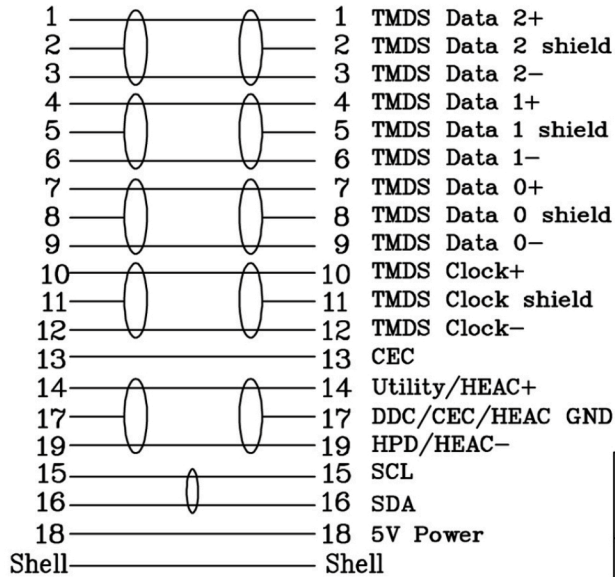 1 1 TMDS Data 2+
2 2 TMDS Data 2 shield
3 3 TMDS Data 2-
4 4 TMDS Data 1+
5 5 TMDS Data 1 shield
6 6 TMDS Data 1-
7 7 TMDS Data 0+
8 8 TMDS Data 0 shield
9 9 TMDS Data 0-
10 10 TMDS Clock+
11 11 TMDS Clock shield
12 12 TMDS Clock-
13 13 CEC
14 14 Utility/HEAC+
17 17 DDC/CEC/HEAC GND
19 19 HPD/HEAC-
15 15 SCL
16 16 SDA
18 18 5V Power
Shell Shell